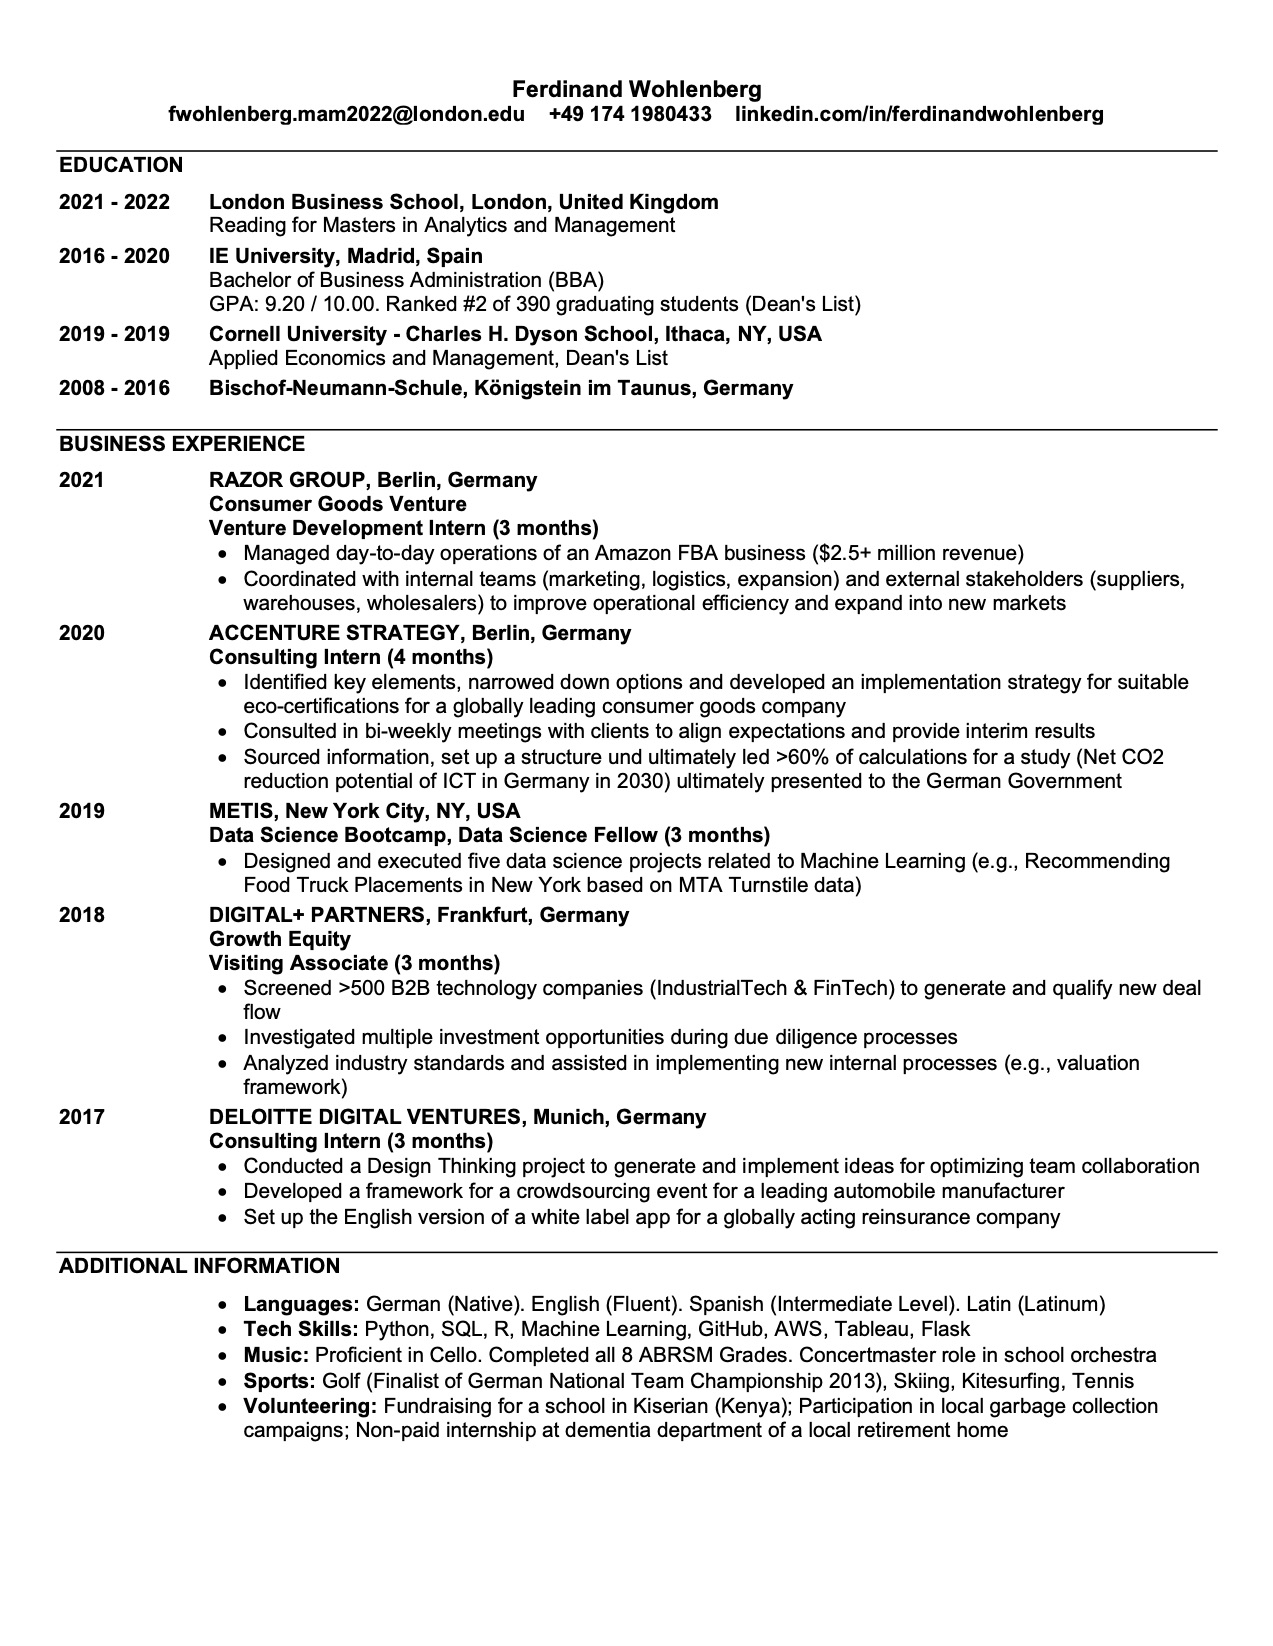 Ferdinand Wohlenberg
fwohlenberg.mam2022@london.edu +49 174 1980433 linkedin.com/in/ferdinandwohlenberg
EDUCATION
2021 - 2022 London Business School, London, United Kingdom
Reading for Masters in Analytics and Management
2016 - 2020 IE University, Madrid, Spain
Bachelor of Business Administration (BBA)
GPA: 9.20 / 10.00. Ranked #2 of 390 graduating students (Dean's List)
2019 - 2019 Cornell University - Charles H. Dyson School, Ithaca, NY, USA
Applied Economics and Management, Dean's List
2008 - 2016 Bischof-Neumann-Schule, Königstein im Taunus, Germany
BUSINESS EXPERIENCE
2021 RAZOR GROUP, Berlin, Germany
Consumer Goods Venture
Venture Development Intern (3 months)
• Managed day-to-day operations of an Amazon FBA business ($2.5+ million revenue)
• Coordinated with internal teams (marketing, logistics, expansion) and external stakeholders (suppliers,
warehouses, wholesalers) to improve operational efficiency and expand into new markets
2020 ACCENTURE STRATEGY, Berlin, Germany
Consulting Intern (4 months)
• Identified key elements, narrowed down options and developed an implementation strategy for suitable
eco-certifications for a globally leading consumer goods company
• Consulted in bi-weekly meetings with clients to align expectations and provide interim results
• Sourced information, set up a structure und ultimately led >60% of calculations for a study (Net CO2
reduction potential of ICT in Germany in 2030) ultimately presented to the German Government
2019 METIS, New York City, NY, USA
Data Science Bootcamp, Data Science Fellow (3 months)
• Designed and executed five data science projects related to Machine Learning (e.g., Recommending
Food Truck Placements in New York based on MTA Turnstile data)
2018 DIGITAL+ PARTNERS, Frankfurt, Germany
Growth Equity
Visiting Associate (3 months)
• Screened >500 B2B technology companies (IndustrialTech & FinTech) to generate and qualify new deal
flow
• Investigated multiple investment opportunities during due diligence processes
• Analyzed industry standards and assisted in implementing new internal processes (e.g., valuation
framework)
2017 DELOITTE DIGITAL VENTURES, Munich, Germany
Consulting Intern (3 months)
• Conducted a Design Thinking project to generate and implement ideas for optimizing team collaboration
• Developed a framework for a crowdsourcing event for a leading automobile manufacturer
• Set up the English version of a white label app for a globally acting reinsurance company
ADDITIONAL INFORMATION
• Languages: German (Native). English (Fluent). Spanish (Intermediate Level). Latin (Latinum)
• Tech Skills: Python, SQL, R, Machine Learning, GitHub, AWS, Tableau, Flask
• Music: Proficient in Cello. Completed all 8 ABRSM Grades. Concertmaster role in school orchestra
• Sports: Golf (Finalist of German National Team Championship 2013), Skiing, Kitesurfing, Tennis
• Volunteering: Fundraising for a school in Kiserian (Kenya); Participation in local garbage collection
campaigns; Non-paid internship at dementia department of a local retirement home